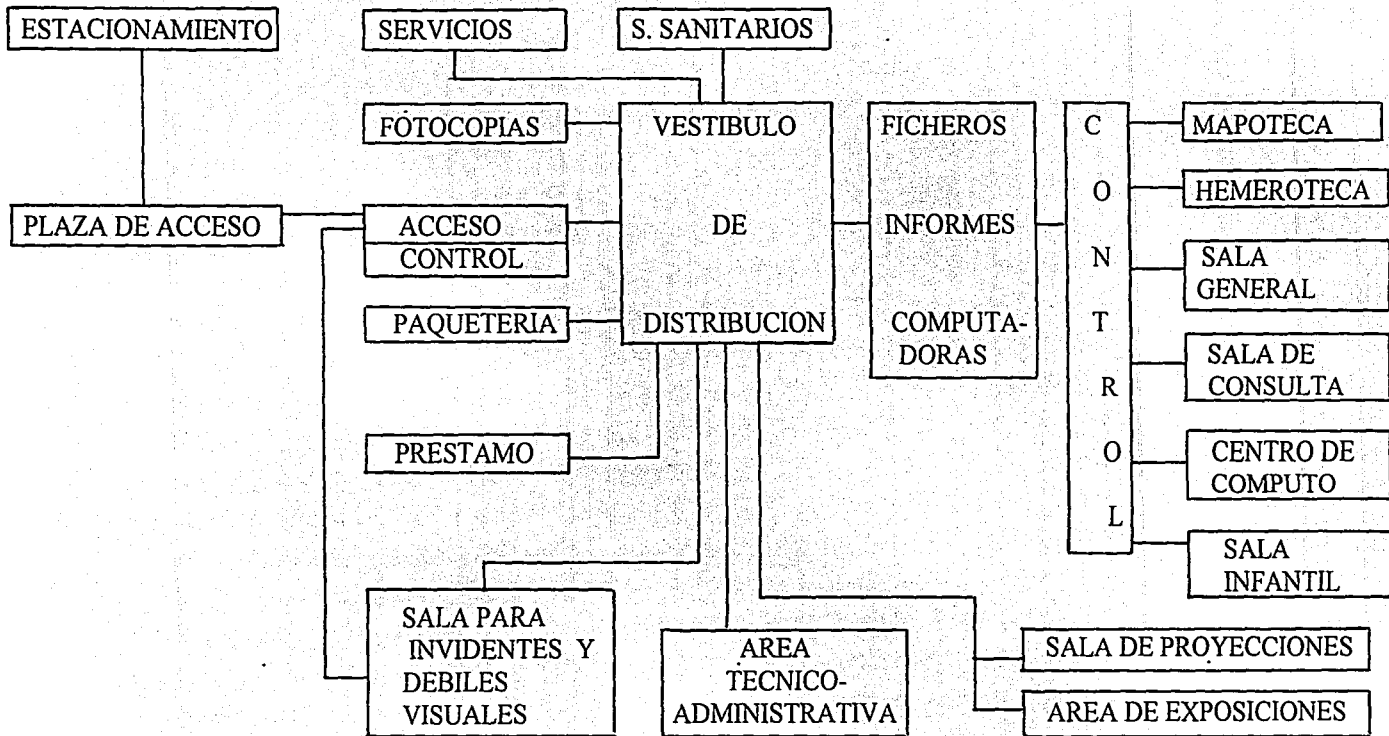 ESTACIONAMIENTO
SERVICIOS
S. SANITARIOS
FOTOCOPIAS
VESTIBULO
DE
DISTRIBUCION
FICHEROS
INFORMES
COMPUTA-
DORAS
C
O
N
T
R
O
L
MAPOTECA
HEMEROTECA
SALA
GENERAL
SALA DE
CONSULTA
CENTRO DE
COMPUTO
SALA
INFANTIL
PLAZA DE ACCESO
ACCESO
CONTROL
PAQUETERIA
PRESTAMO
SALA PARA
INVIDENTES Y
DEBILES
VISUALES
AREA
TECNICO-
ADMINISTRATIVA
SALA DE PROYECCIONES
AREA DE EXPOSICIONES